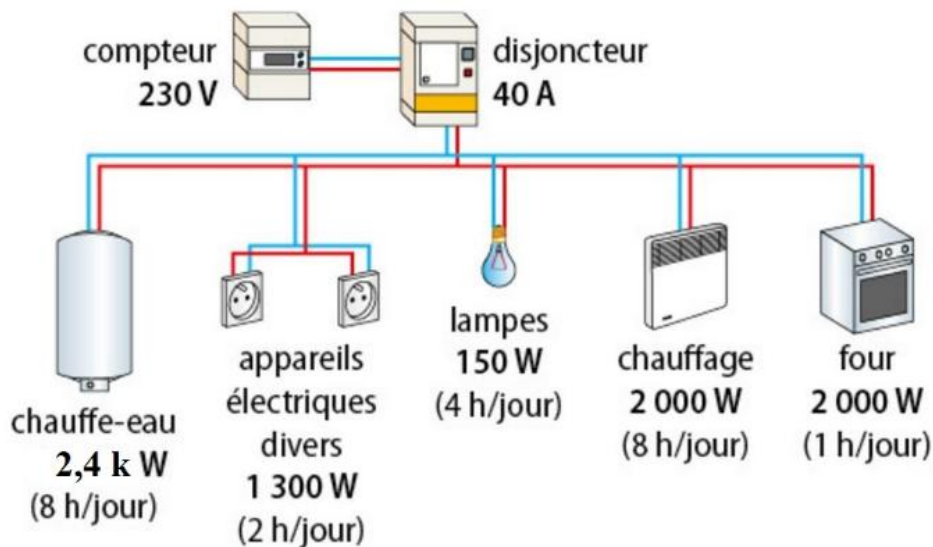 compteur
230 V
disjoncteur
40 A
chauffe-eau
2,4 k W
(8 h/jour)
appareils
électriques
divers
1 300 W
(2 h/jour)
lampes
150 W
(4 h/jour)
chauffage
2 000 W
(8 h/jour)
four
2 000 W
(1 h/jour)